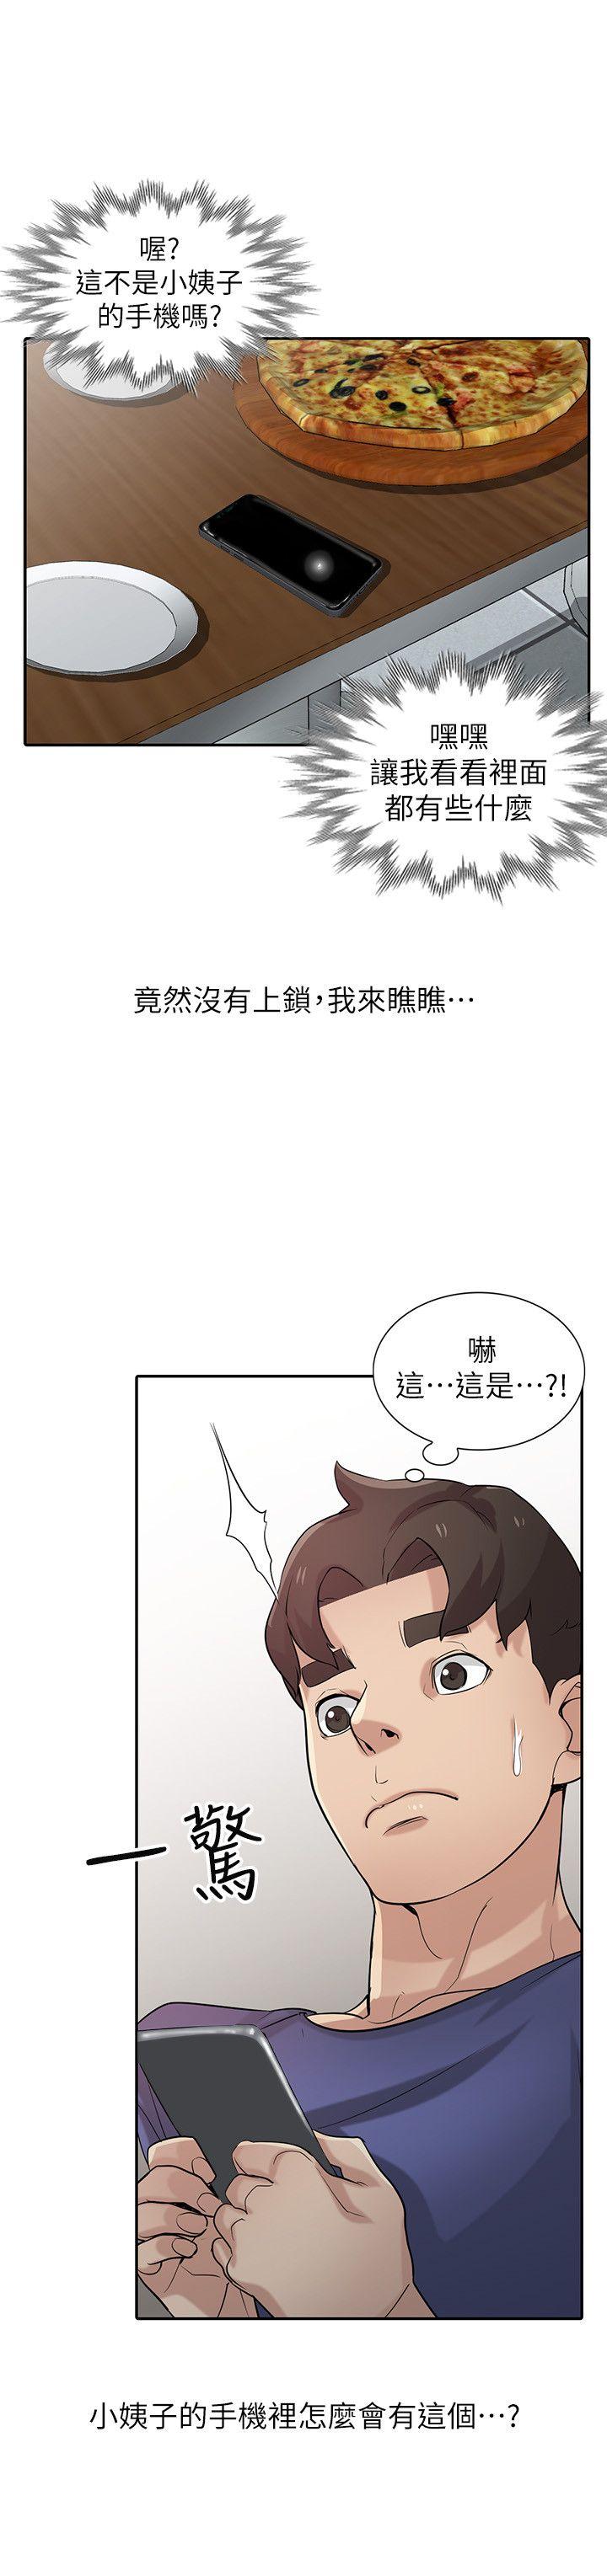 喔?
這不是小姨子
的手機嗎?
嘿嘿
讓我看看裡面
都有些什麼
竟然沒有上鎖，我來瞧瞧⋯
嚇
這⋯這是⋯?!
驚
小姨子的手機裡怎麼會有這個⋯?